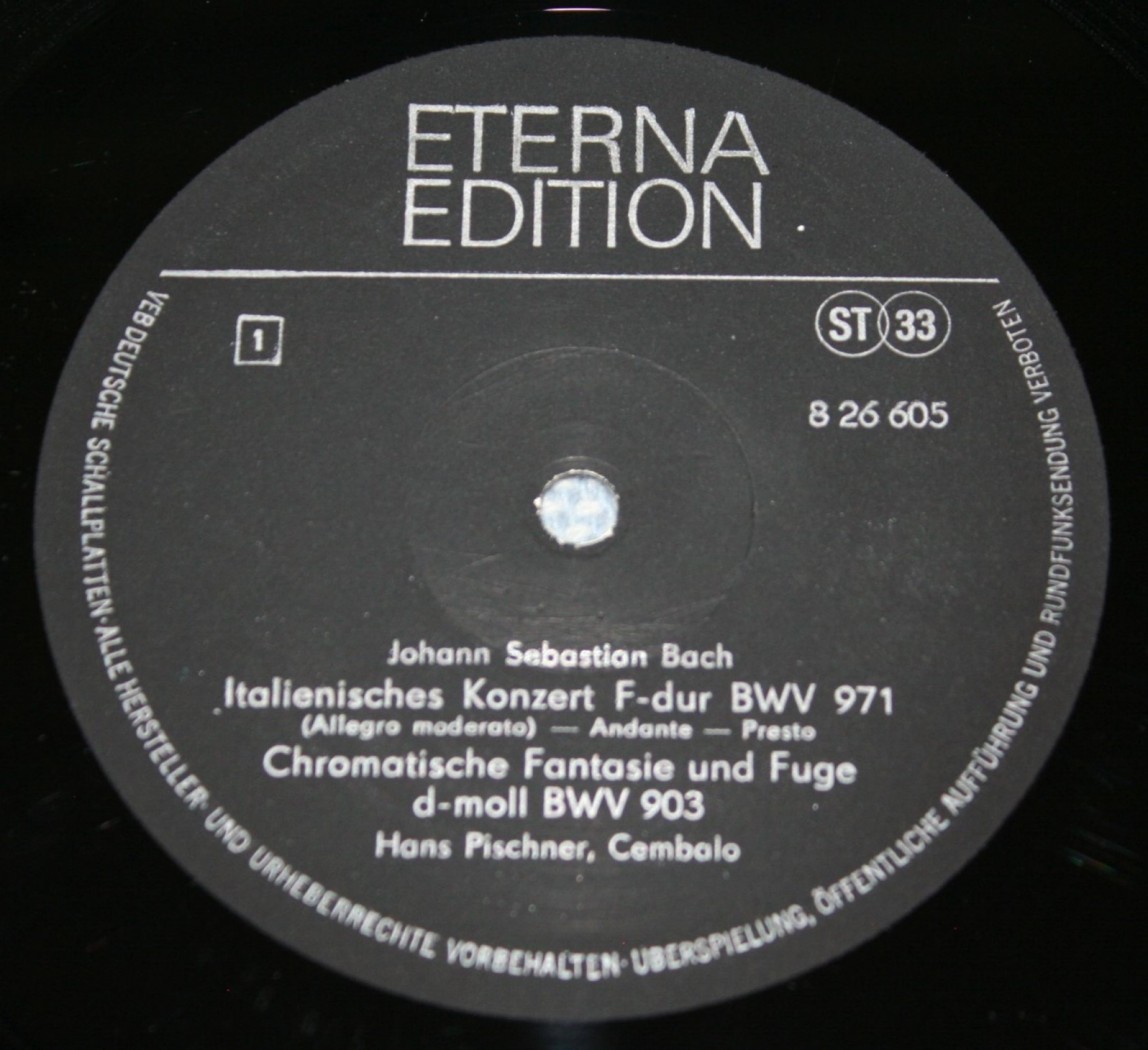 ETERNA
EDITION
1
ST 33
8 26 605
Johann Sebastian Bach
Italienisches Konzert F-dur BWV 971
(Allegro moderato) — Andante — Presto
Chromatische Fantasie und Fuge
d-moll BWV 903
Hans Pischner, Cembalo
VEB DEUTSCHE SCHALLPLATTEN · ALLE HERSTELLER- UND URHEBERRECHTE VORBEHALTEN · ÜBERSPIELUNG, ÖFFENTLICHE AUFFÜHRUNG UND RUNDFUNKSENDUNG VERBOTEN